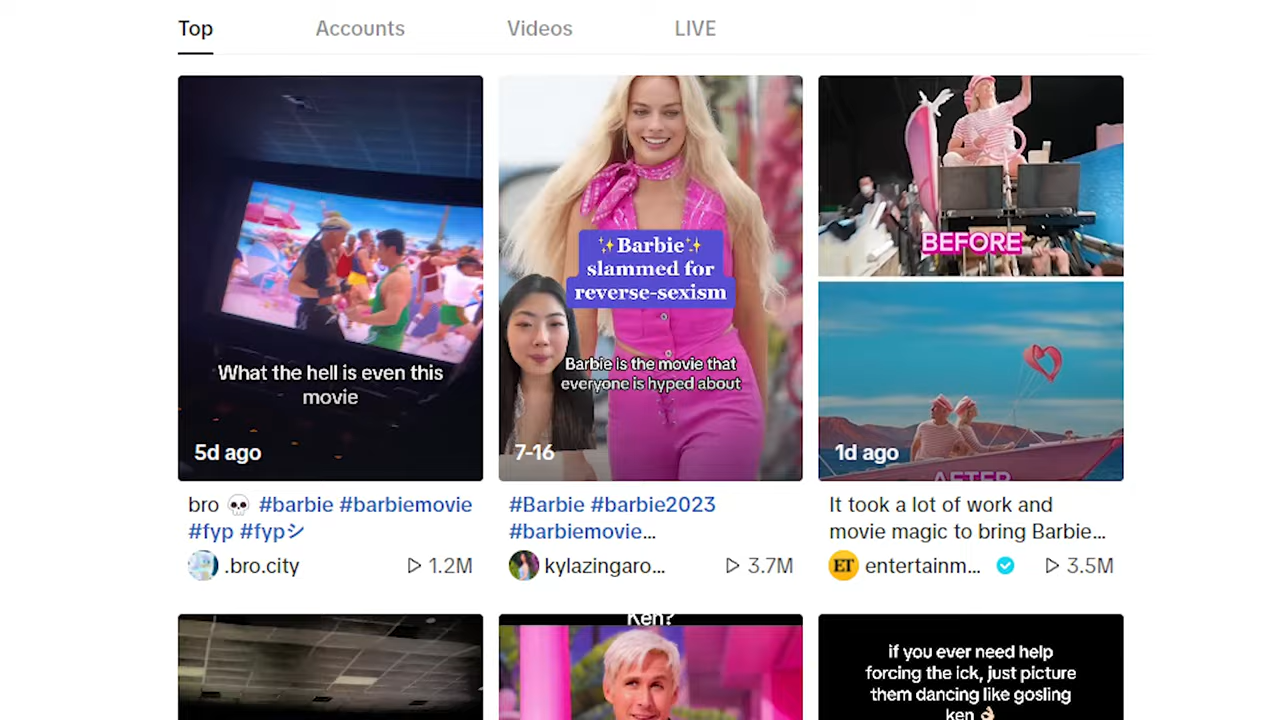 Top
Accounts
Videos
LIVE
What the hell is even this
movie
5d ago
✨Barbie✨
slammed for
reverse-sexism
Barbie is the movie that
everyone is hyped about
7-16
BEFORE
1d ago
AFTER
bro 💀 #barbie #barbiemovie
#fyp #fypシ
.bro.city
1.2M
#Barbie #barbie2023
#barbiemovie...
kylazingaro...
3.7M
It took a lot of work and
movie magic to bring Barbie...
ET
entertainm...
3.5M
Ken?
if you ever need help
forcing the ick, just picture
them dancing like gosling
ken 👌🏻